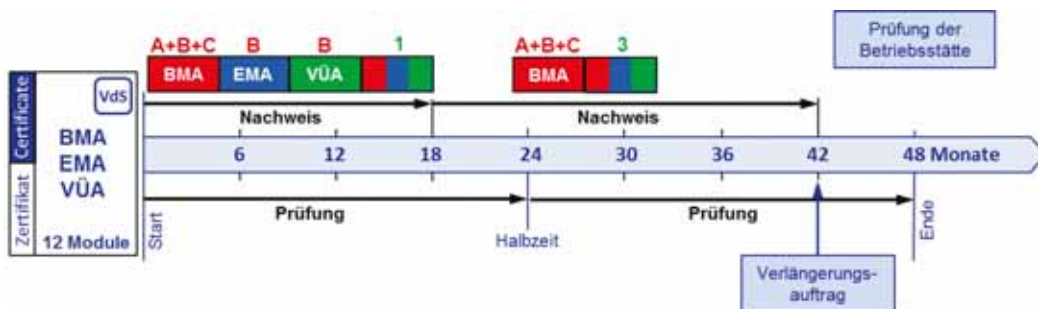 A+B+C B B 1
BMA EMA VÜA
A+B+C 3
BMA
Prüfung der
Betriebsstätte
Certificate
Zertifikat
VdS
BMA
EMA
VÜA
12 Module
Nachweis
Nachweis
6 12 18 24 30 36 42 48 Monate
Start
Prüfung
Halbzeit
Prüfung
Ende
Verlängerungs-
auftrag